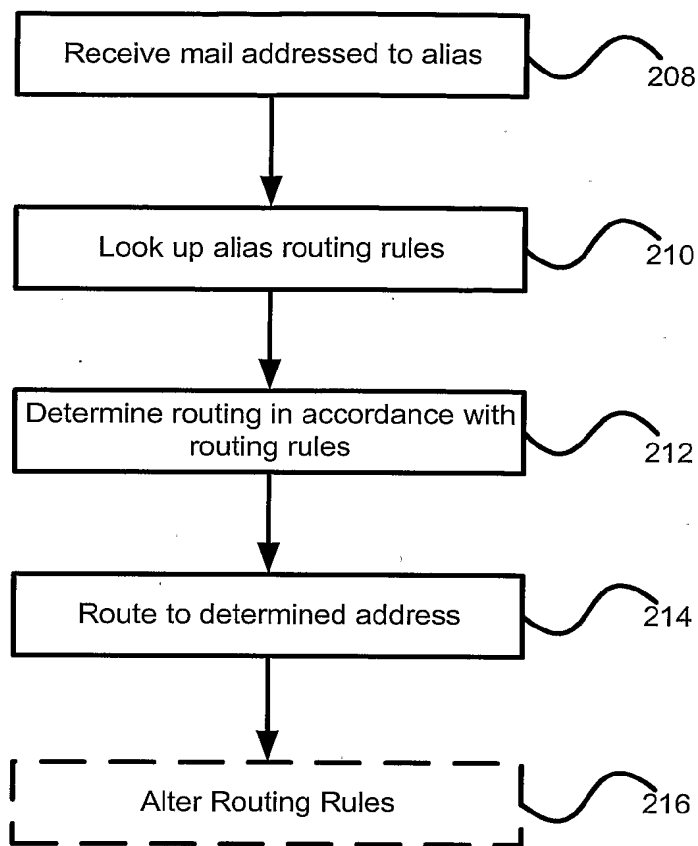 Receive mail addressed to alias
208
Look up alias routing rules
210
Determine routing in accordance with
routing rules
212
Route to determined address
214
Alter Routing Rules
216